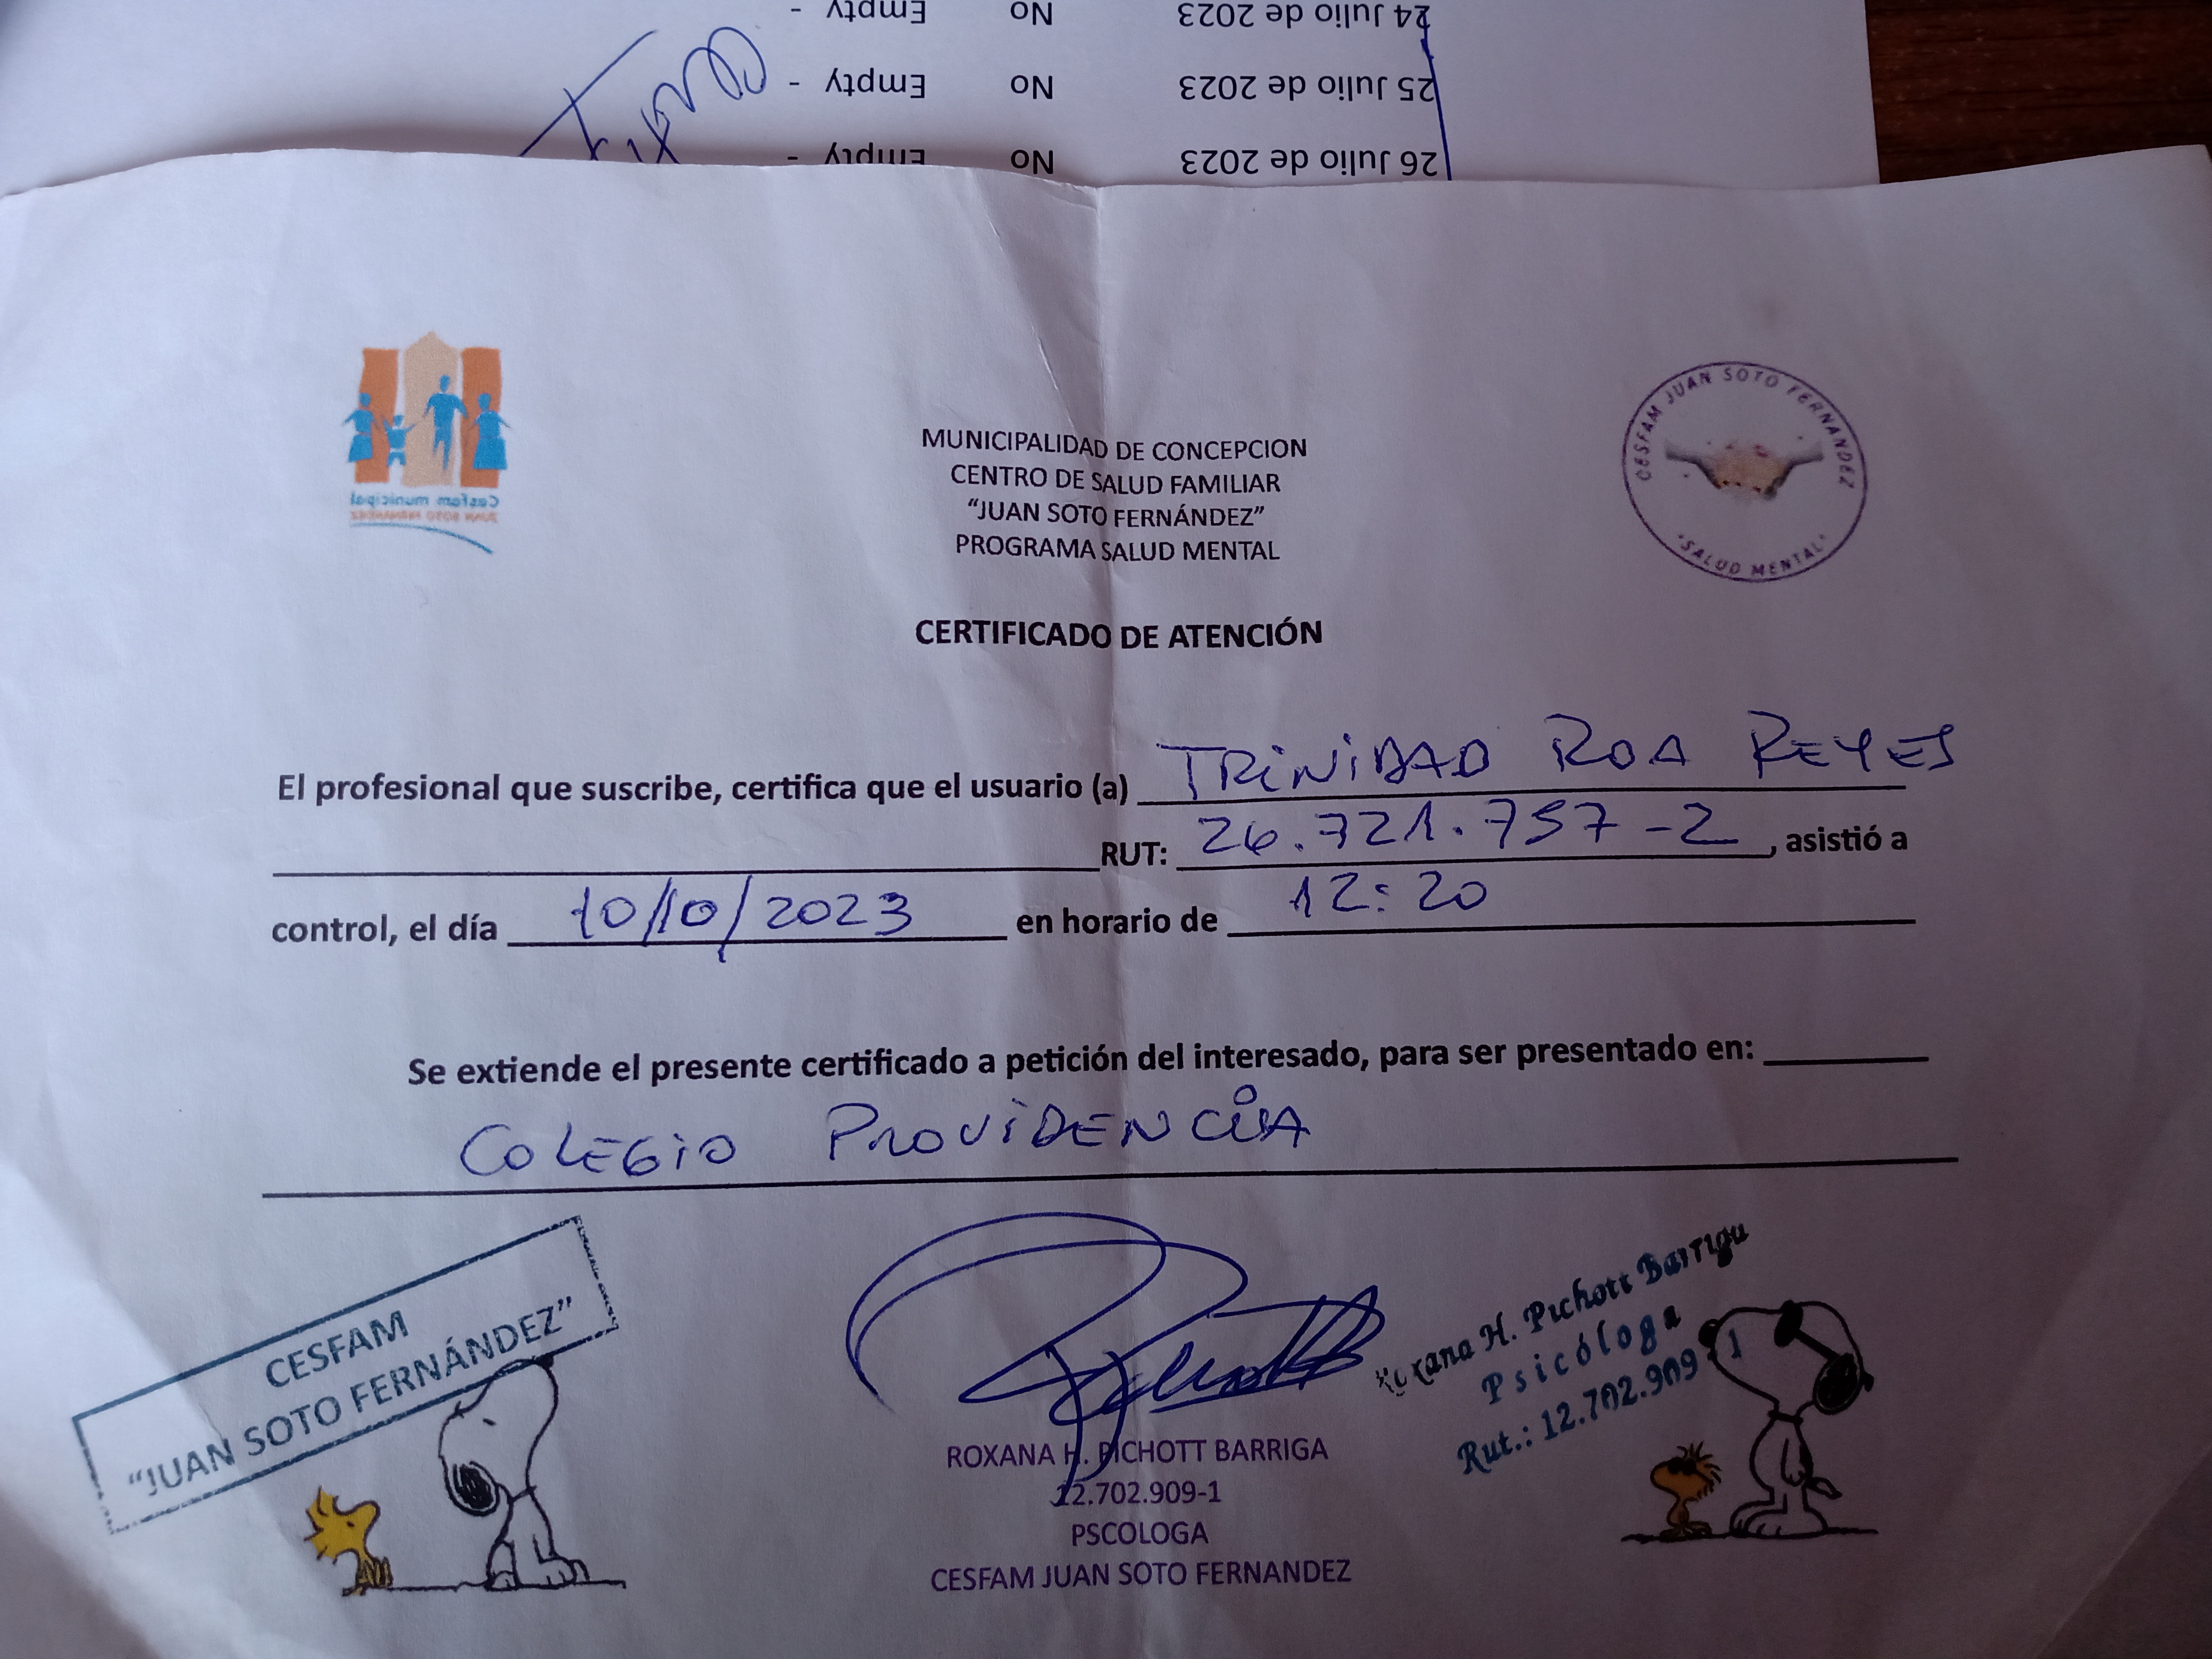 24 Julio de 2023 No Empty -
25 Julio de 2023 No Empty -
26 Julio de 2023 No Empty -
Cesfam municipal
JUAN SOTO FERNÁNDEZ
MUNICIPALIDAD DE CONCEPCION
CENTRO DE SALUD FAMILIAR
“JUAN SOTO FERNÁNDEZ”
PROGRAMA SALUD MENTAL
CESFAM JUAN SOTO FERNANDEZ
*SALUD MENTAL*
CERTIFICADO DE ATENCIÓN
El profesional que suscribe, certifica que el usuario (a) TRINIDAD ROA REYES
RUT: 26.721.757-2, asistió a
control, el día 10/10/2023 en horario de 12:20
Se extiende el presente certificado a petición del interesado, para ser presentado en:
COLEGIO PROVIDENCIA
CESFAM
“JUAN SOTO FERNÁNDEZ”
Roxana H. Pichott Barriga
Psicóloga
Rut.: 12.702.909-1
ROXANA H. PICHOTT BARRIGA
12.702.909-1
PSCOLOGA
CESFAM JUAN SOTO FERNANDEZ